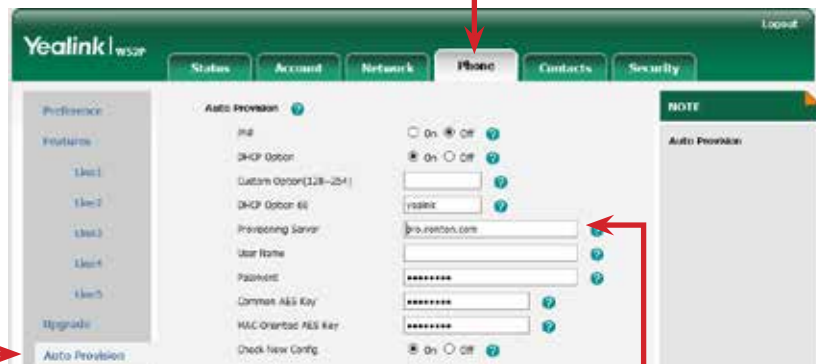 Logout
Yealink W52P
Status Account Network Phone Contacts Security
Preference
Features
Line1
Line2
Line3
Line4
Line5
Upgrade
Auto Provision
Auto Provision
PNP On Off
DHCP Option On Off
Custom Option(128~254)
DHCP Option 60 yealink
Provisioning Server
User Name
Password ••••••••
Common AES Key ••••••••
MAC-Oriented AES Key ••••••••
Check New Config On Off
NOTE
Auto Provision